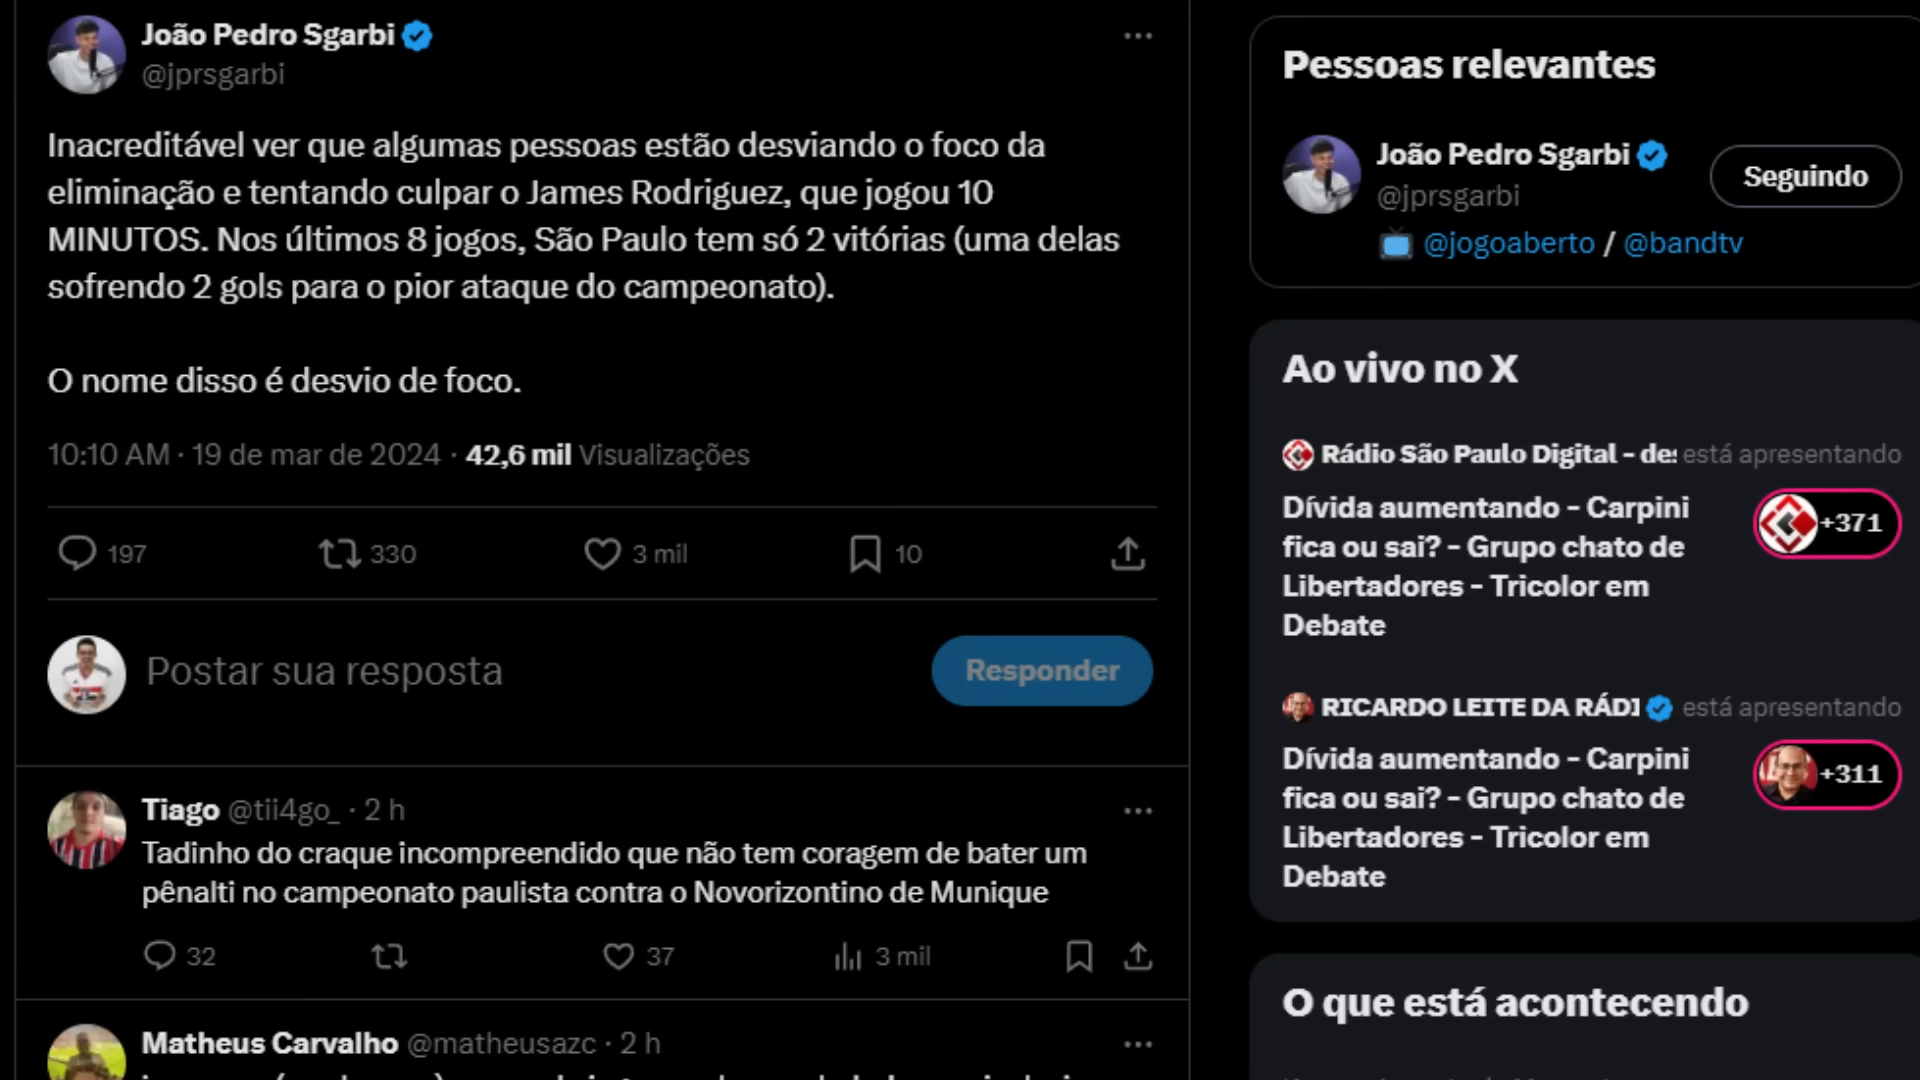 João Pedro Sgarbi
@jprsgarbi
Inacreditável ver que algumas pessoas estão desviando o foco da
eliminação e tentando culpar o James Rodriguez, que jogou 10
MINUTOS. Nos últimos 8 jogos, São Paulo tem só 2 vitórias (uma delas
sofrendo 2 gols para o pior ataque do campeonato).
O nome disso é desvio de foco.
10:10 AM · 19 de mar de 2024 · 42,6 mil Visualizações
197 330 3 mil 10
Postar sua resposta
Responder
Tiago @tii4go_ · 2 h
Tadinho do craque incompreendido que não tem coragem de bater um
pênalti no campeonato paulista contra o Novorizontino de Munique
32 37 3 mil
Matheus Carvalho @matheusazc · 2 h
Pessoas relevantes
João Pedro Sgarbi
@jprsgarbi
Seguindo
@jogoaberto / @bandtv
Ao vivo no X
Rádio São Paulo Digital - de está apresentando
Dívida aumentando - Carpini
fica ou sai? - Grupo chato de
Libertadores - Tricolor em
Debate
+371
RICARDO LEITE DA RÁDI está apresentando
Dívida aumentando - Carpini
fica ou sai? - Grupo chato de
Libertadores - Tricolor em
Debate
+311
O que está acontecendo